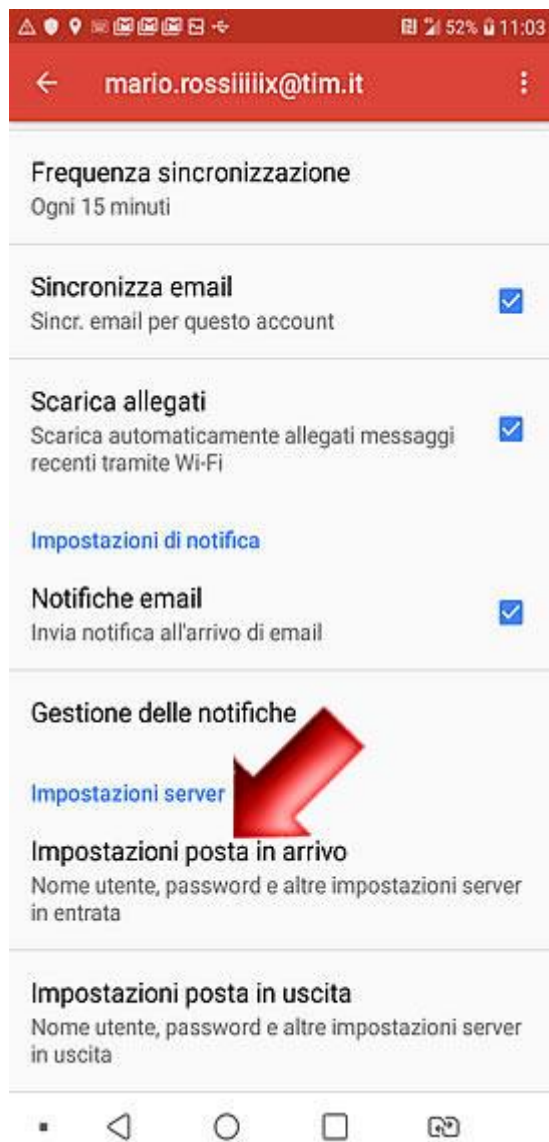 52% 11:03
mario.rossiiiiix@tim.it
Frequenza sincronizzazione
Ogni 15 minuti
Sincronizza email
Sincr. email per questo account
Scarica allegati
Scarica automaticamente allegati messaggi
recenti tramite Wi-Fi
Impostazioni di notifica
Notifiche email
Invia notifica all'arrivo di email
Gestione delle notifiche
Impostazioni server
Impostazioni posta in arrivo
Nome utente, password e altre impostazioni server
in entrata
Impostazioni posta in uscita
Nome utente, password e altre impostazioni server
in uscita